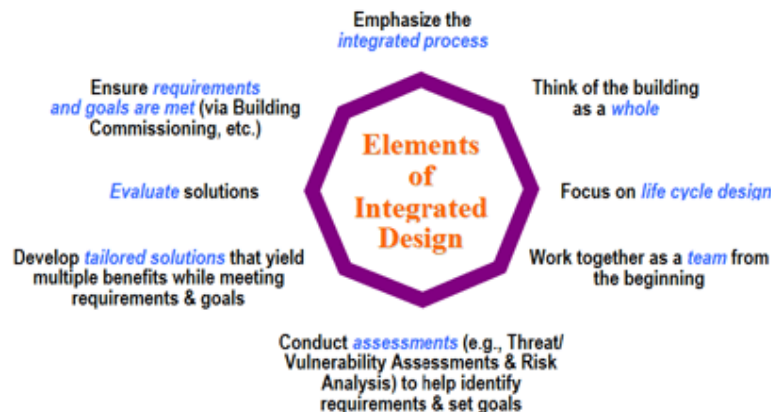 Emphasize the
integrated process
Think of the building
as a whole
Focus on life cycle design
Work together as a team from
the beginning
Conduct assessments (e.g., Threat/
Vulnerability Assessments & Risk
Analysis) to help identify
requirements & set goals
Develop tailored solutions that yield
multiple benefits while meeting
requirements & goals
Evaluate solutions
Ensure requirements
and goals are met (via Building
Commissioning, etc.)
Elements
of
Integrated
Design